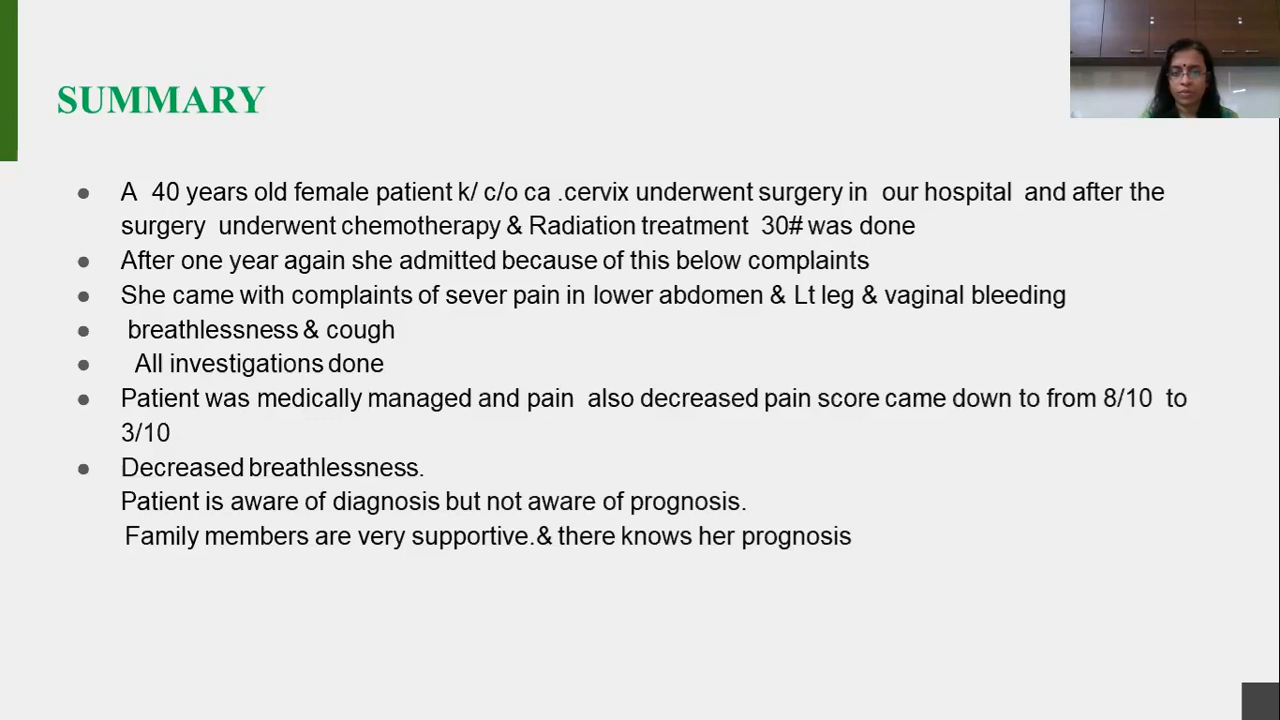 SUMMARY
A 40 years old female patient k/ c/o ca .cervix underwent surgery in our hospital and after the
surgery underwent chemotherapy & Radiation treatment 30# was done
After one year again she admitted because of this below complaints
She came with complaints of sever pain in lower abdomen & Lt leg & vaginal bleeding
breathlessness & cough
All investigations done
Patient was medically managed and pain also decreased pain score came down to from 8/10 to
3/10
Decreased breathlessness.
Patient is aware of diagnosis but not aware of prognosis.
Family members are very supportive.& there knows her prognosis